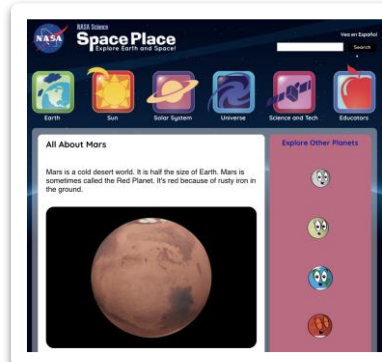 NASA
NASA Science
Space Place
Explore Earth and Space!
Vea en Español
Search
Earth
Sun
Solar System
Universe
Science and Tech
Educators
All About Mars
Mars is a cold desert world. It is half the size of Earth. Mars is
sometimes called the Red Planet. It's red because of rusty iron in
the ground.
Explore Other Planets